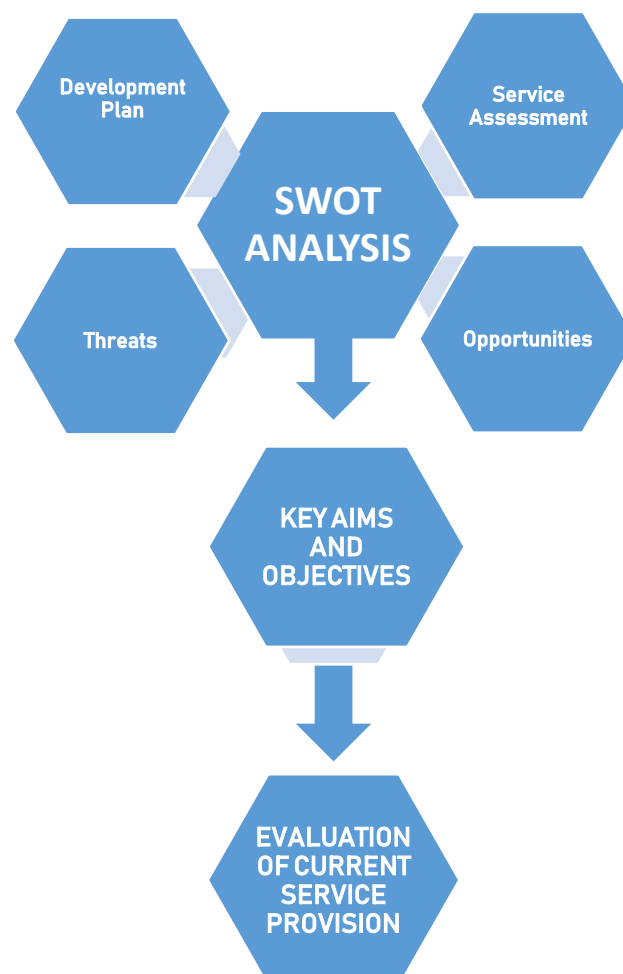 Development
Plan
Service
Assessment
SWOT
ANALYSIS
Threats
Opportunities
KEY AIMS
AND
OBJECTIVES
EVALUATION
OF CURRENT
SERVICE
PROVISION